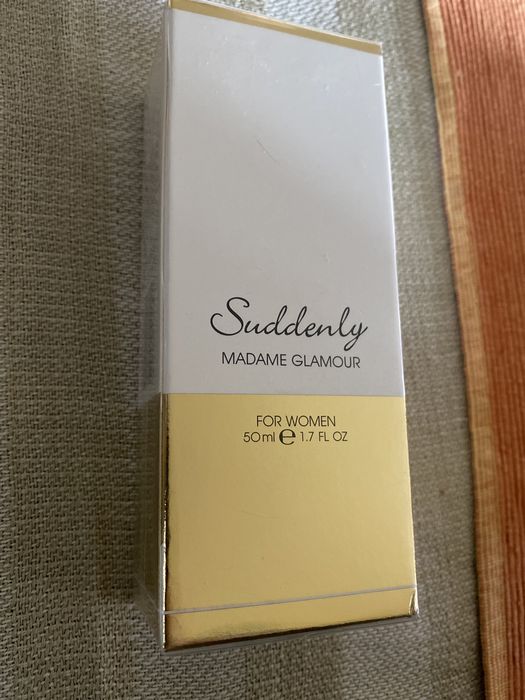 Suddenly
MADAME GLAMOUR
FOR WOMEN
50ml ℮ 1.7 FL OZ